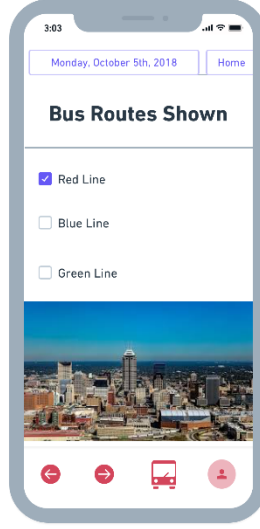 3:03
Monday, October 5th, 2018
Home
Bus Routes Shown
Red Line
Blue Line
Green Line